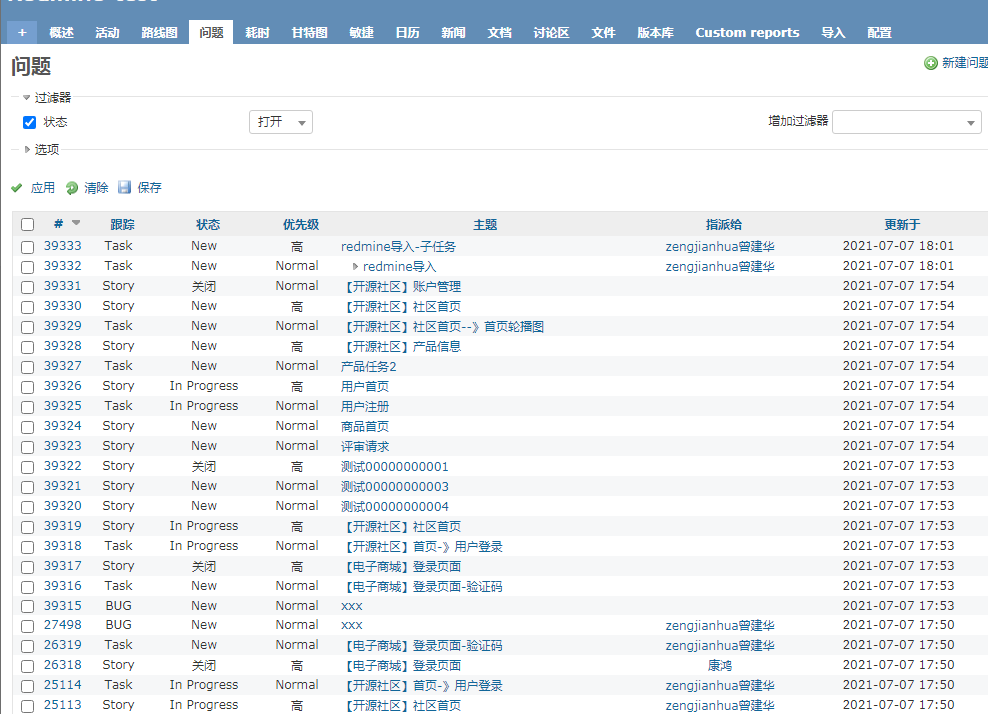 + 概述 活动 路线图 问题 耗时 甘特图 敏捷 日历 新闻 文档 讨论区 文件 版本库 Custom reports 导入 配置
问题 新建问题
过滤器
状态 打开 增加过滤器
选项
应用 清除 保存
# 跟踪 状态 优先级 主题 指派给 更新于
39333 Task New 高 redmine导入-子任务 zengjianhua曾建华 2021-07-07 18:01
39332 Task New Normal redmine导入 zengjianhua曾建华 2021-07-07 18:01
39331 Story 关闭 Normal 【开源社区】账户管理 2021-07-07 17:54
39330 Story New 高 【开源社区】社区首页 2021-07-07 17:54
39329 Task New Normal 【开源社区】社区首页--》首页轮播图 2021-07-07 17:54
39328 Story New 高 【开源社区】产品信息 2021-07-07 17:54
39327 Task New Normal 产品任务2 2021-07-07 17:54
39326 Story In Progress 高 用户首页 2021-07-07 17:54
39325 Task In Progress Normal 用户注册 2021-07-07 17:54
39324 Story New Normal 商品首页 2021-07-07 17:54
39323 Story New Normal 评审请求 2021-07-07 17:54
39322 Story 关闭 高 测试00000000001 2021-07-07 17:53
39321 Story New Normal 测试00000000003 2021-07-07 17:53
39320 Story New Normal 测试00000000004 2021-07-07 17:53
39319 Story In Progress 高 【开源社区】社区首页 2021-07-07 17:53
39318 Task In Progress Normal 【开源社区】首页-》用户登录 2021-07-07 17:53
39317 Story 关闭 高 【电子商城】登录页面 2021-07-07 17:53
39316 Task New Normal 【电子商城】登录页面-验证码 2021-07-07 17:53
39315 BUG New Normal xxx 2021-07-07 17:53
27498 BUG New Normal xxx zengjianhua曾建华 2021-07-07 17:50
26319 Task New Normal 【电子商城】登录页面-验证码 zengjianhua曾建华 2021-07-07 17:50
26318 Story 关闭 高 【电子商城】登录页面 康鸿 2021-07-07 17:50
25114 Task In Progress Normal 【开源社区】首页-》用户登录 zengjianhua曾建华 2021-07-07 17:50
25113 Story In Progress 高 【开源社区】社区首页 zengjianhua曾建华 2021-07-07 17:50